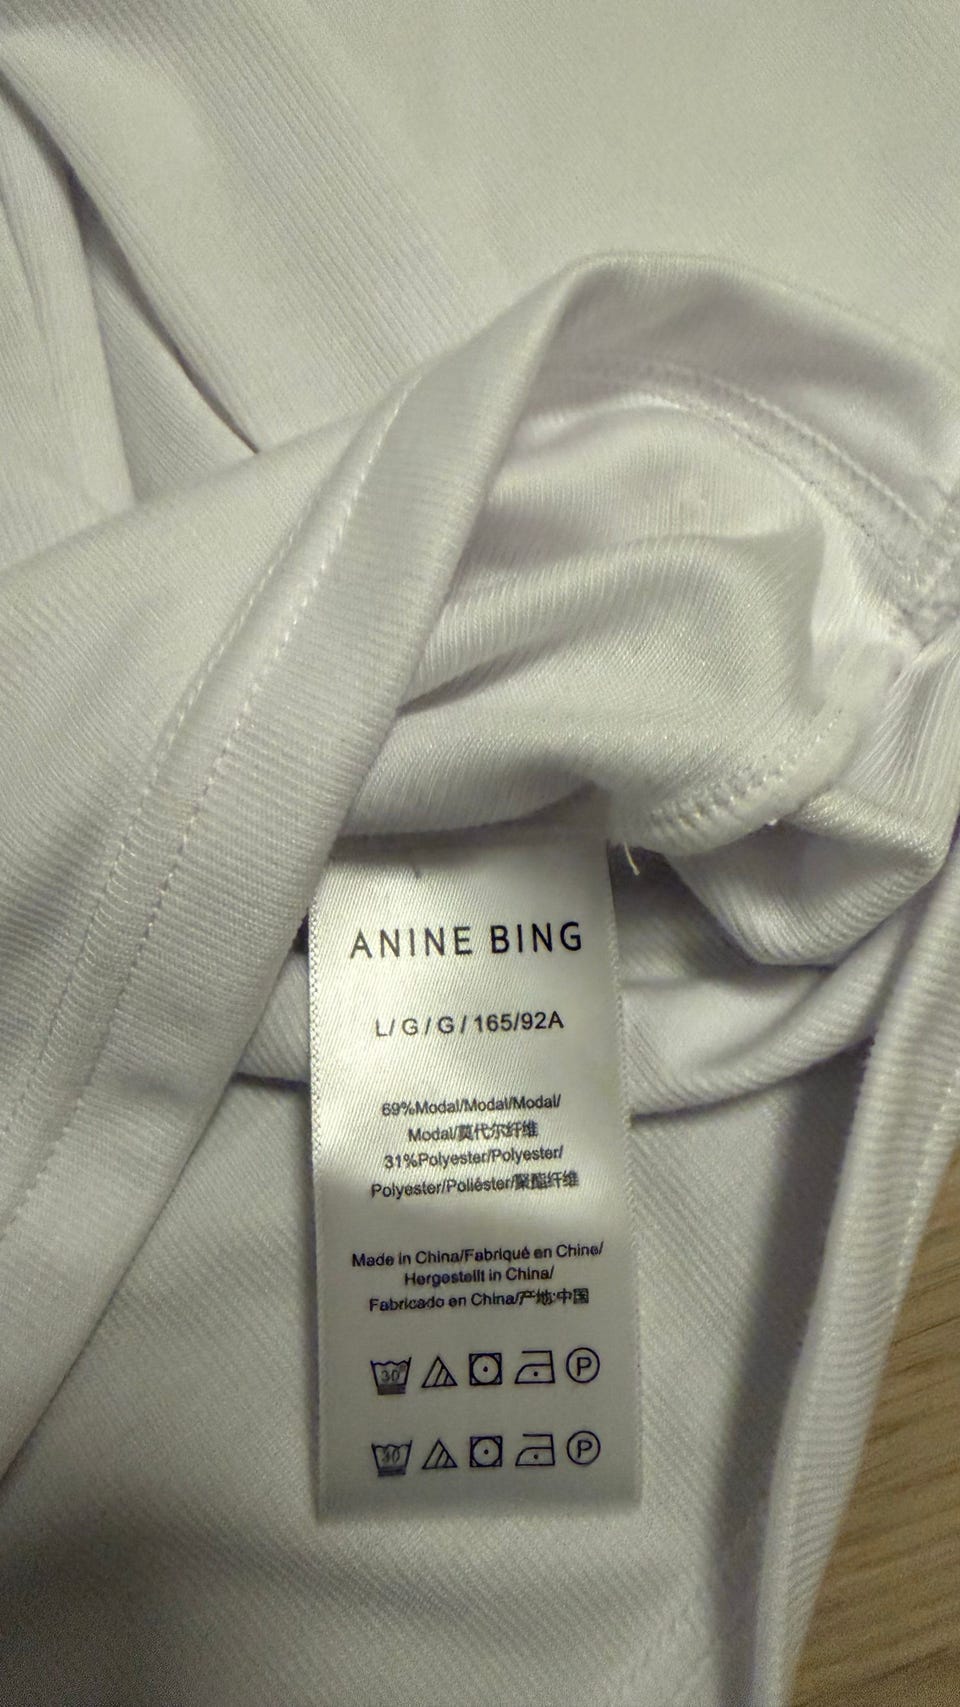 ANINE BING
L/G/G/165/92A
69%Modal/Modal/Modal/
Modal/莫代尔纤维
31%Polyester/Polyester/
Polyester/Poliéster/聚酯纤维
Made in China/Fabriqué en Chine/
Hergestellt in China/
Fabricado en China/产地:中国
30 P
30 P